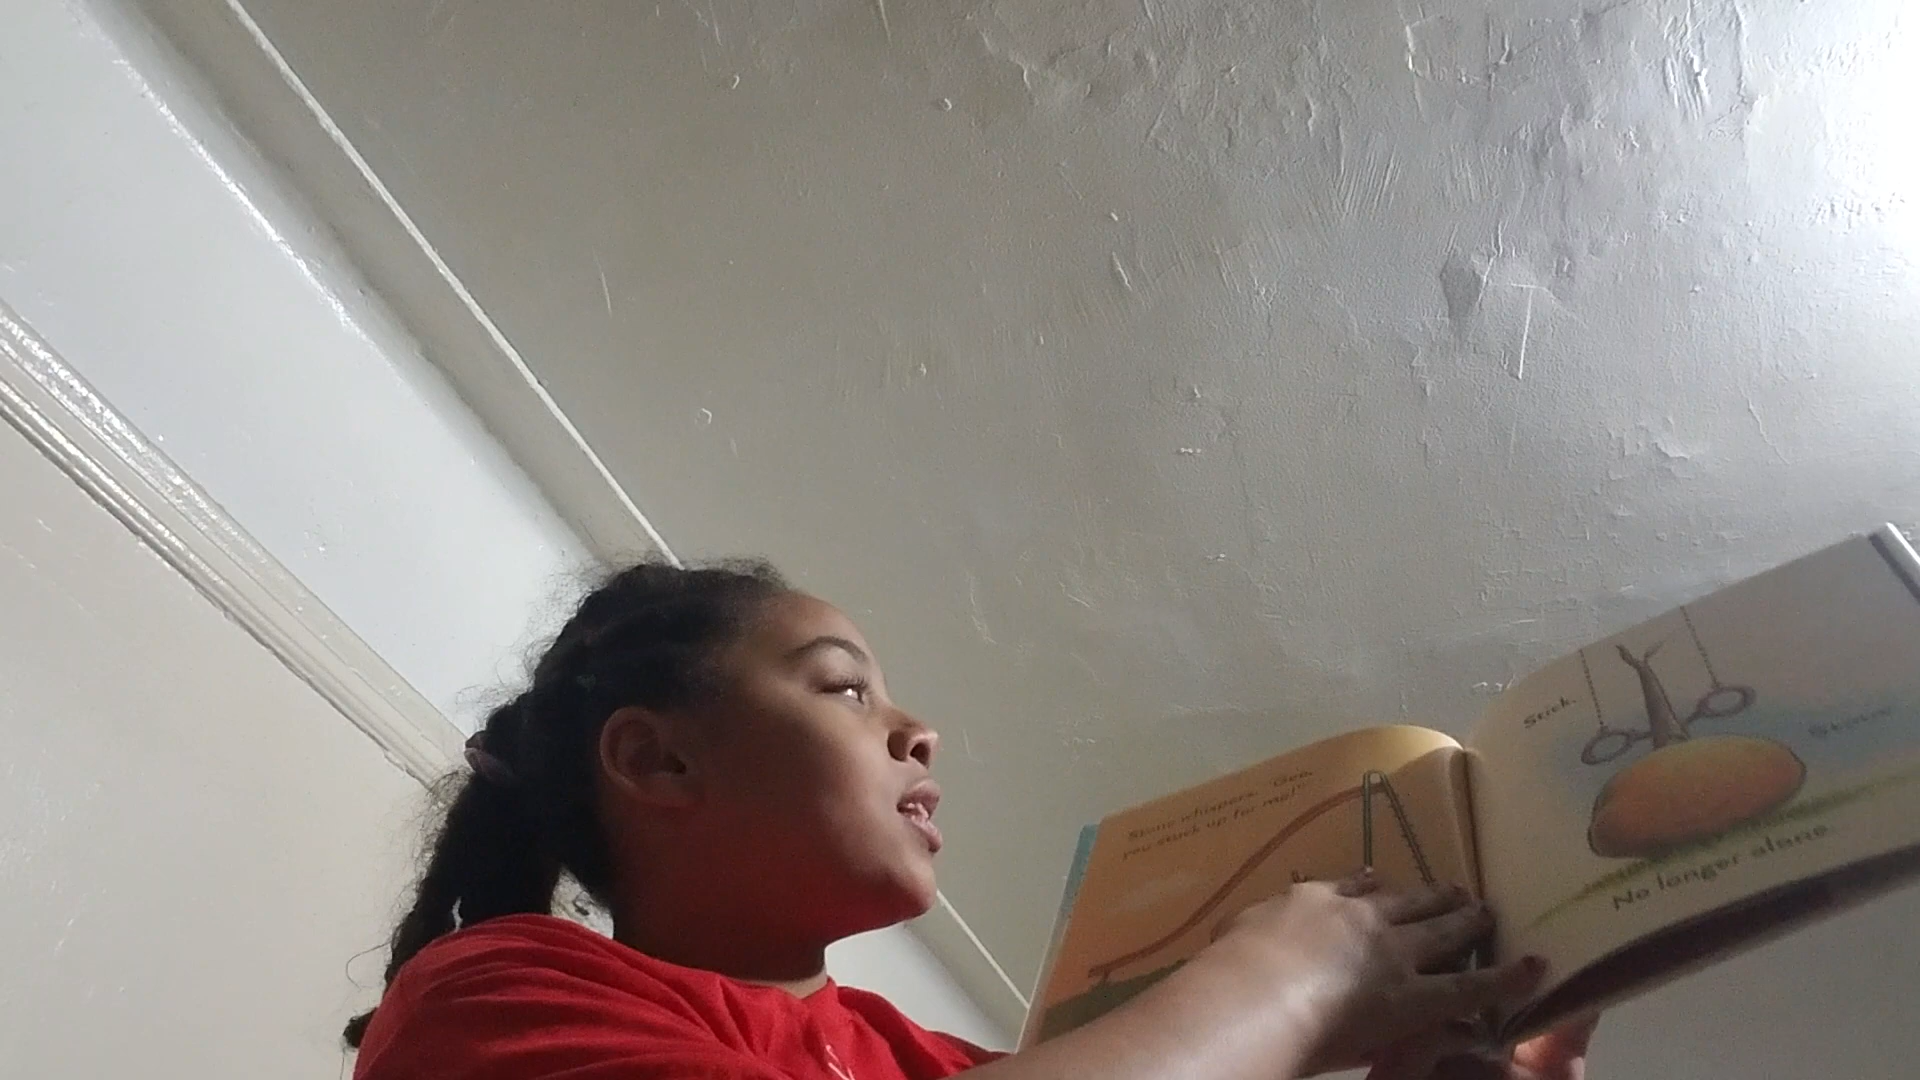 Stone whispers. "Gee,
you stuck up for me!"
Stick.
Stone.
No longer alone.